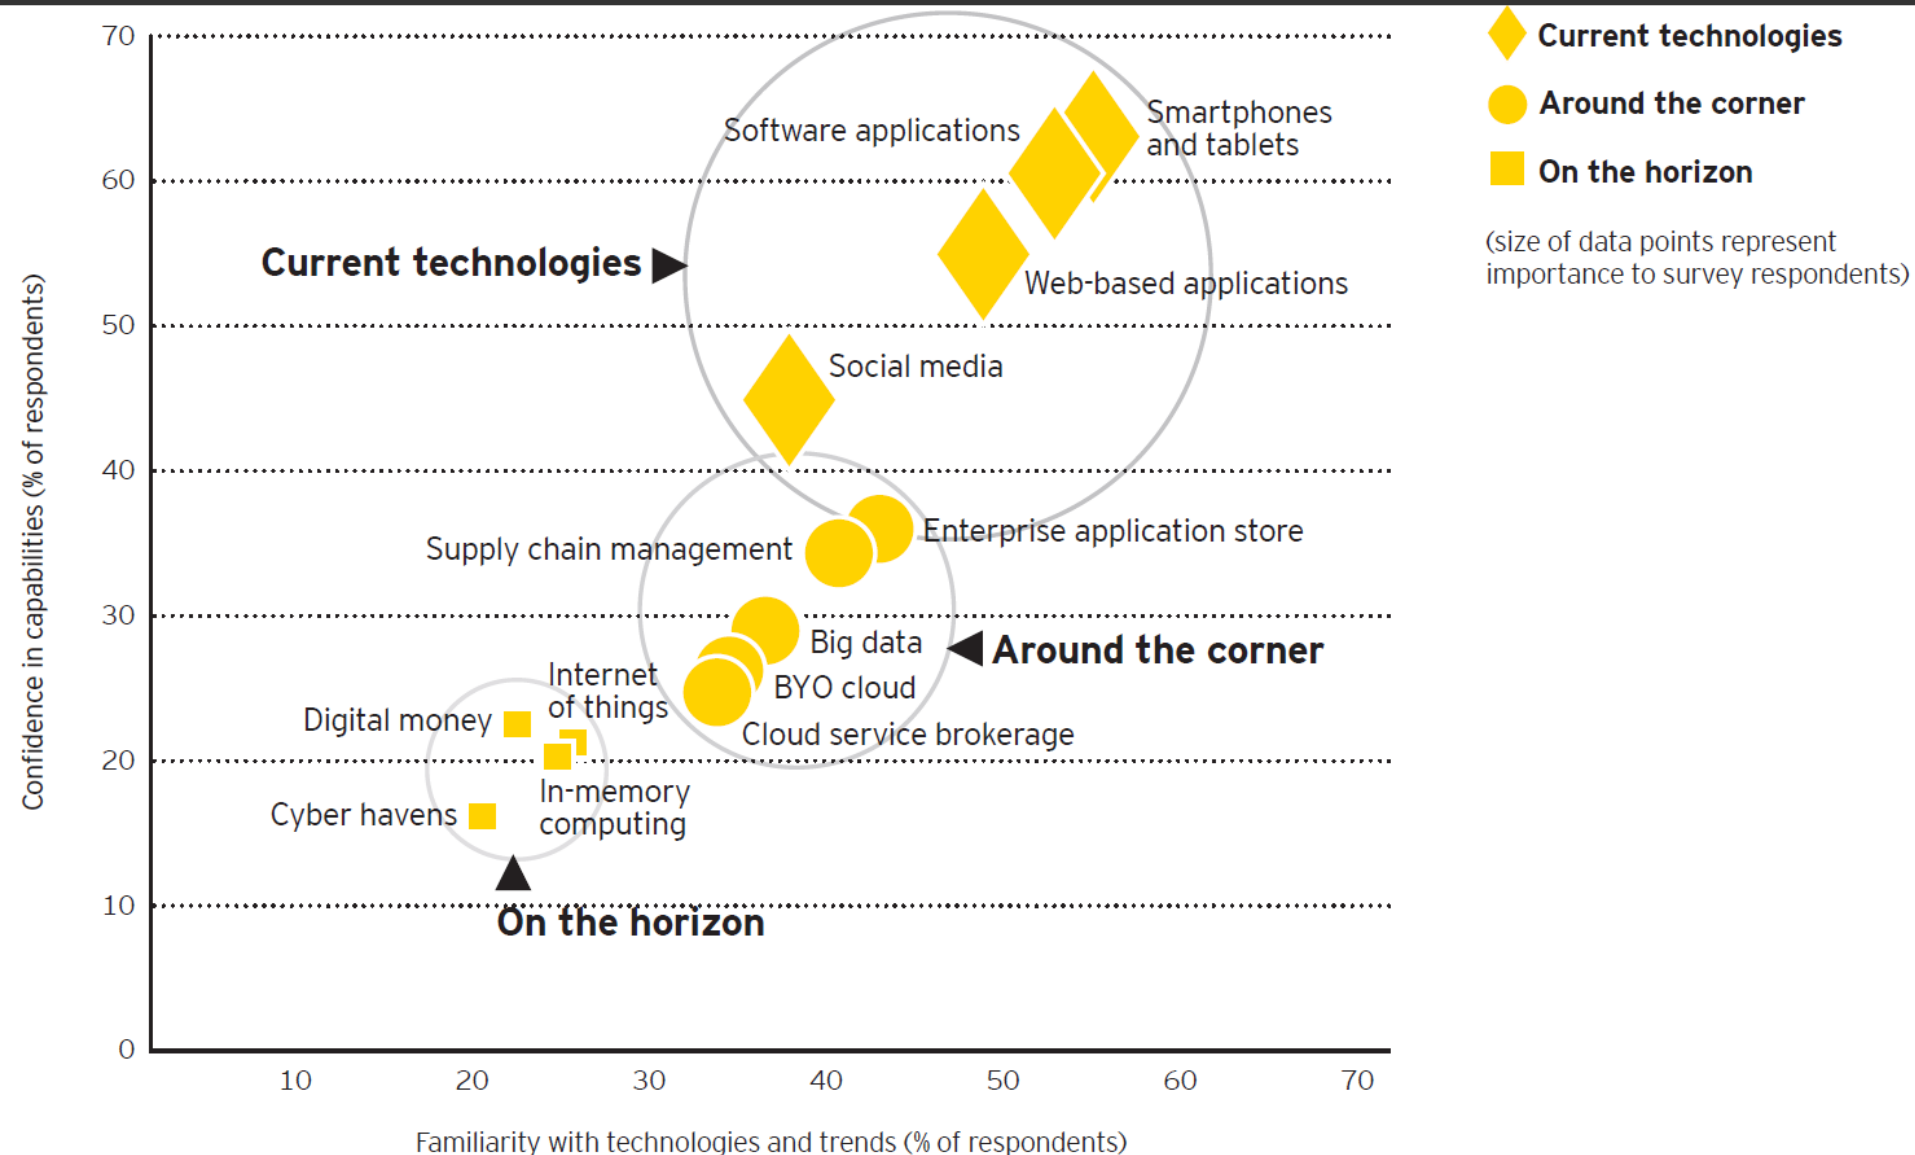 70
60
50
40
30
20
10
0
Confidence in capabilities (% of respondents)
10 20 30 40 50 60 70
Familiarity with technologies and trends (% of respondents)
Current technologies
Software applications
Smartphones
and tablets
Web-based applications
Social media
Supply chain management
Enterprise application store
Big data
Around the corner
BYO cloud
Cloud service brokerage
Internet
of things
Digital money
In-memory
computing
Cyber havens
On the horizon
Current technologies
Around the corner
On the horizon
(size of data points represent
importance to survey respondents)